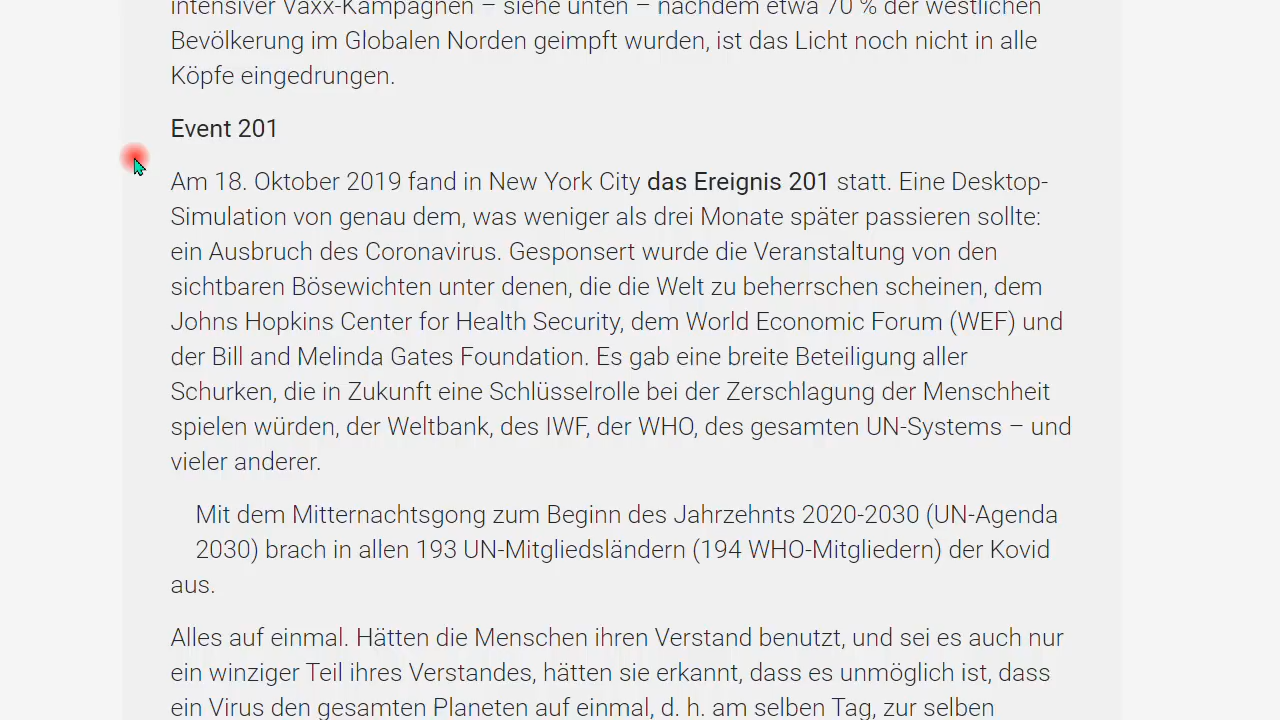 intensiver Vaxx-Kampagnen – siehe unten – nachdem etwa 70 % der westlichen
Bevölkerung im Globalen Norden geimpft wurden, ist das Licht noch nicht in alle
Köpfe eingedrungen.
Event 201
Am 18. Oktober 2019 fand in New York City das Ereignis 201 statt. Eine Desktop-
Simulation von genau dem, was weniger als drei Monate später passieren sollte:
ein Ausbruch des Coronavirus. Gesponsert wurde die Veranstaltung von den
sichtbaren Bösewichten unter denen, die die Welt zu beherrschen scheinen, dem
Johns Hopkins Center for Health Security, dem World Economic Forum (WEF) und
der Bill and Melinda Gates Foundation. Es gab eine breite Beteiligung aller
Schurken, die in Zukunft eine Schlüsselrolle bei der Zerschlagung der Menschheit
spielen würden, der Weltbank, des IWF, der WHO, des gesamten UN-Systems – und
vieler anderer.
Mit dem Mitternachtsgong zum Beginn des Jahrzehnts 2020-2030 (UN-Agenda
2030) brach in allen 193 UN-Mitgliedsländern (194 WHO-Mitgliedern) der Kovid
aus.
Alles auf einmal. Hätten die Menschen ihren Verstand benutzt, und sei es auch nur
ein winziger Teil ihres Verstandes, hätten sie erkannt, dass es unmöglich ist, dass
ein Virus den gesamten Planeten auf einmal, d. h. am selben Tag, zur selben